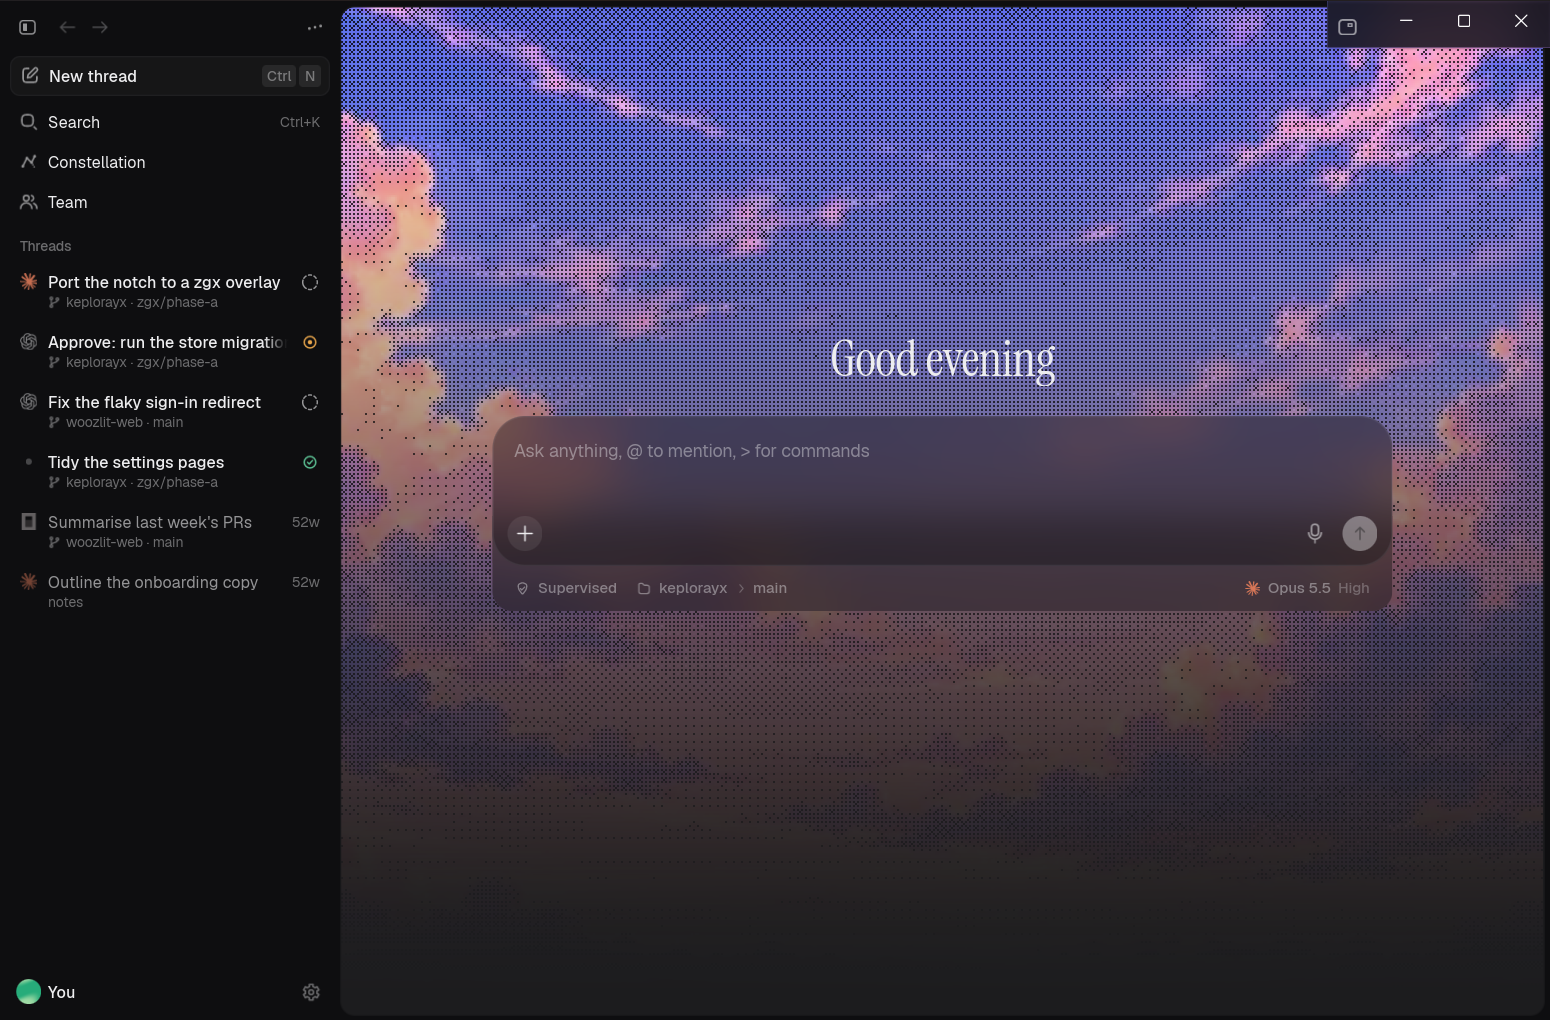 New thread Ctrl N
Search Ctrl+K
Constellation
Team
Threads
Port the notch to a zgx overlay
keplorayx · zgx/phase-a
Approve: run the store migratio
keplorayx · zgx/phase-a
Fix the flaky sign-in redirect
woozlit-web · main
Tidy the settings pages
keplorayx · zgx/phase-a
Summarise last week's PRs 52w
woozlit-web · main
Outline the onboarding copy 52w
notes
You
Good evening
Ask anything, @ to mention, > for commands
Supervised keplorayx > main Opus 5.5 High